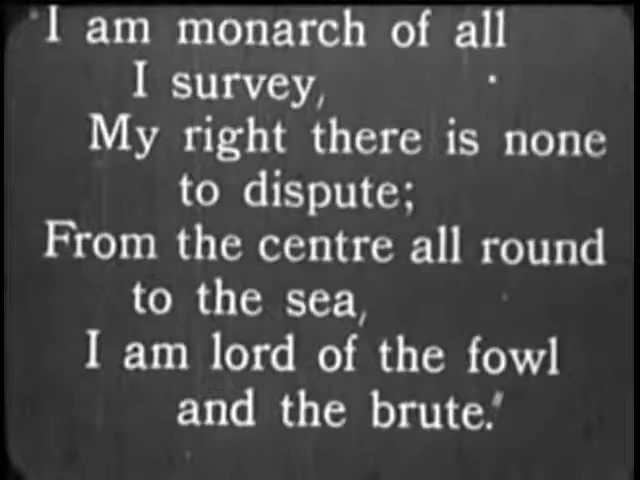 "I am monarch of all
I survey,
My right there is none
to dispute;
From the centre all round
to the sea,
I am lord of the fowl
and the brute."